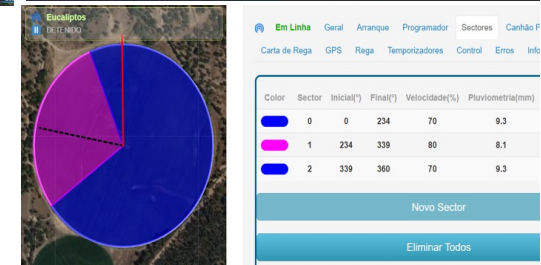 Eucaliptos
DETENIDO
Em Linha Geral Arranque Programador Sectores Canhão F
Carta de Rega GPS Rega Temporizadores Control Erros Info
Color Sector Inicial(°) Final(°) Velocidade(%) Pluviometria(mm)
0 0 234 70 9.3
1 234 339 80 8.1
2 339 360 70 9.3
Novo Sector
Eliminar Todos